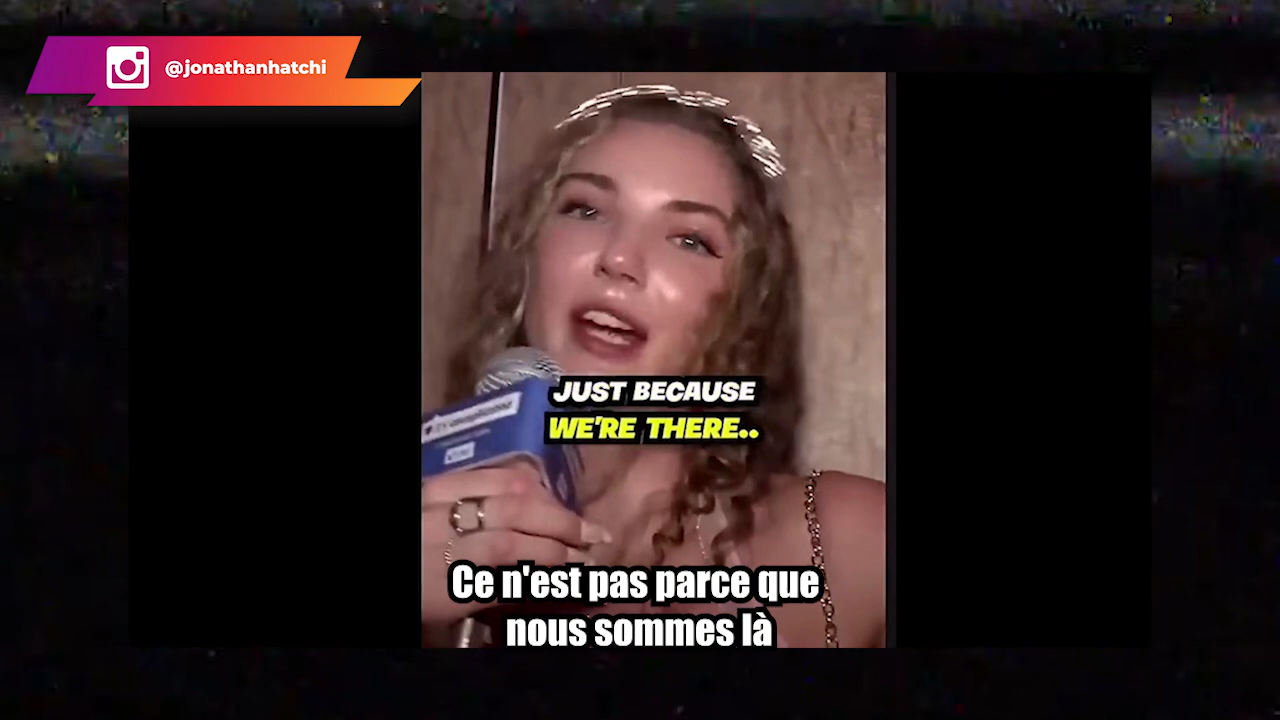 @jonathanhatchi
JUST BECAUSE
WE'RE THERE..
Ce n'est pas parce que
nous sommes là